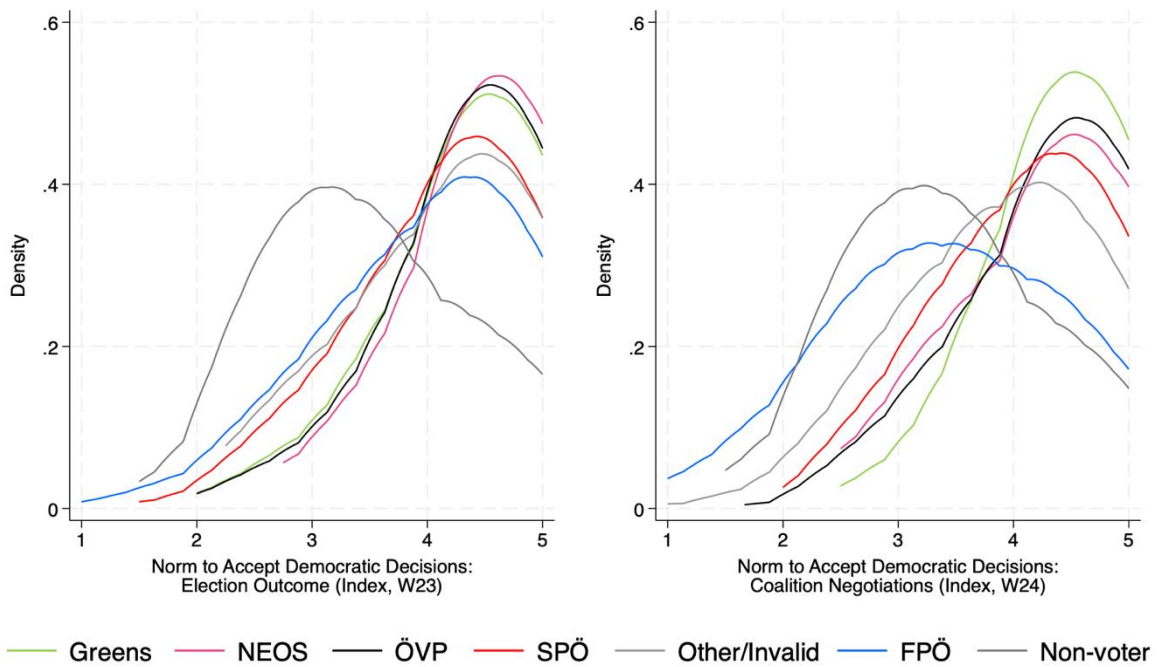 .6
.4
.2
0
Density
1 2 3 4 5
Norm to Accept Democratic Decisions:
Election Outcome (Index, W23)
.6
.4
.2
0
Density
1 2 3 4 5
Norm to Accept Democratic Decisions:
Coalition Negotiations (Index, W24)
Greens NEOS ÖVP SPÖ Other/Invalid FPÖ Non-voter